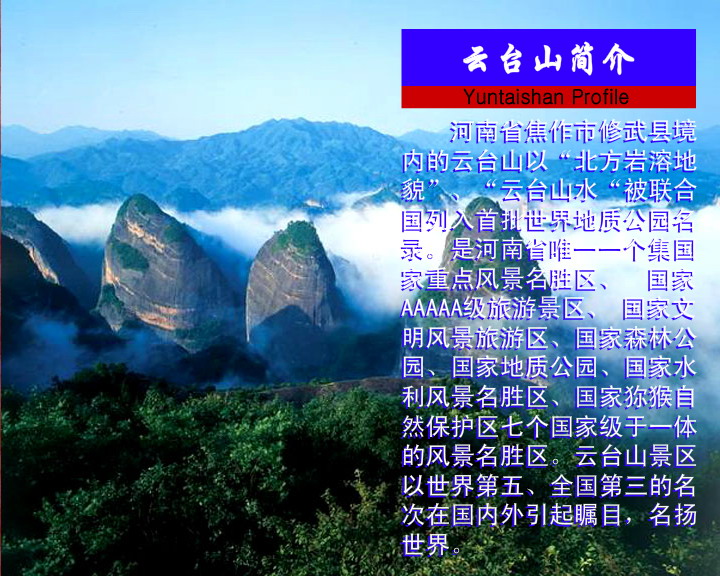 云台山简介
Yuntaishan Profile
河南省焦作市修武县境
内的云台山以“北方岩溶地
貌”、“云台山水“被联合
国列入首批世界地质公园名
录。是河南省唯一一个集国
家重点风景名胜区、 国家
AAAAA级旅游景区、 国家文
明风景旅游区、国家森林公
园、国家地质公园、国家水
利风景名胜区、国家猕猴自
然保护区七个国家级于一体
的风景名胜区。云台山景区
以世界第五、全国第三的名
次在国内外引起瞩目，名扬
世界。